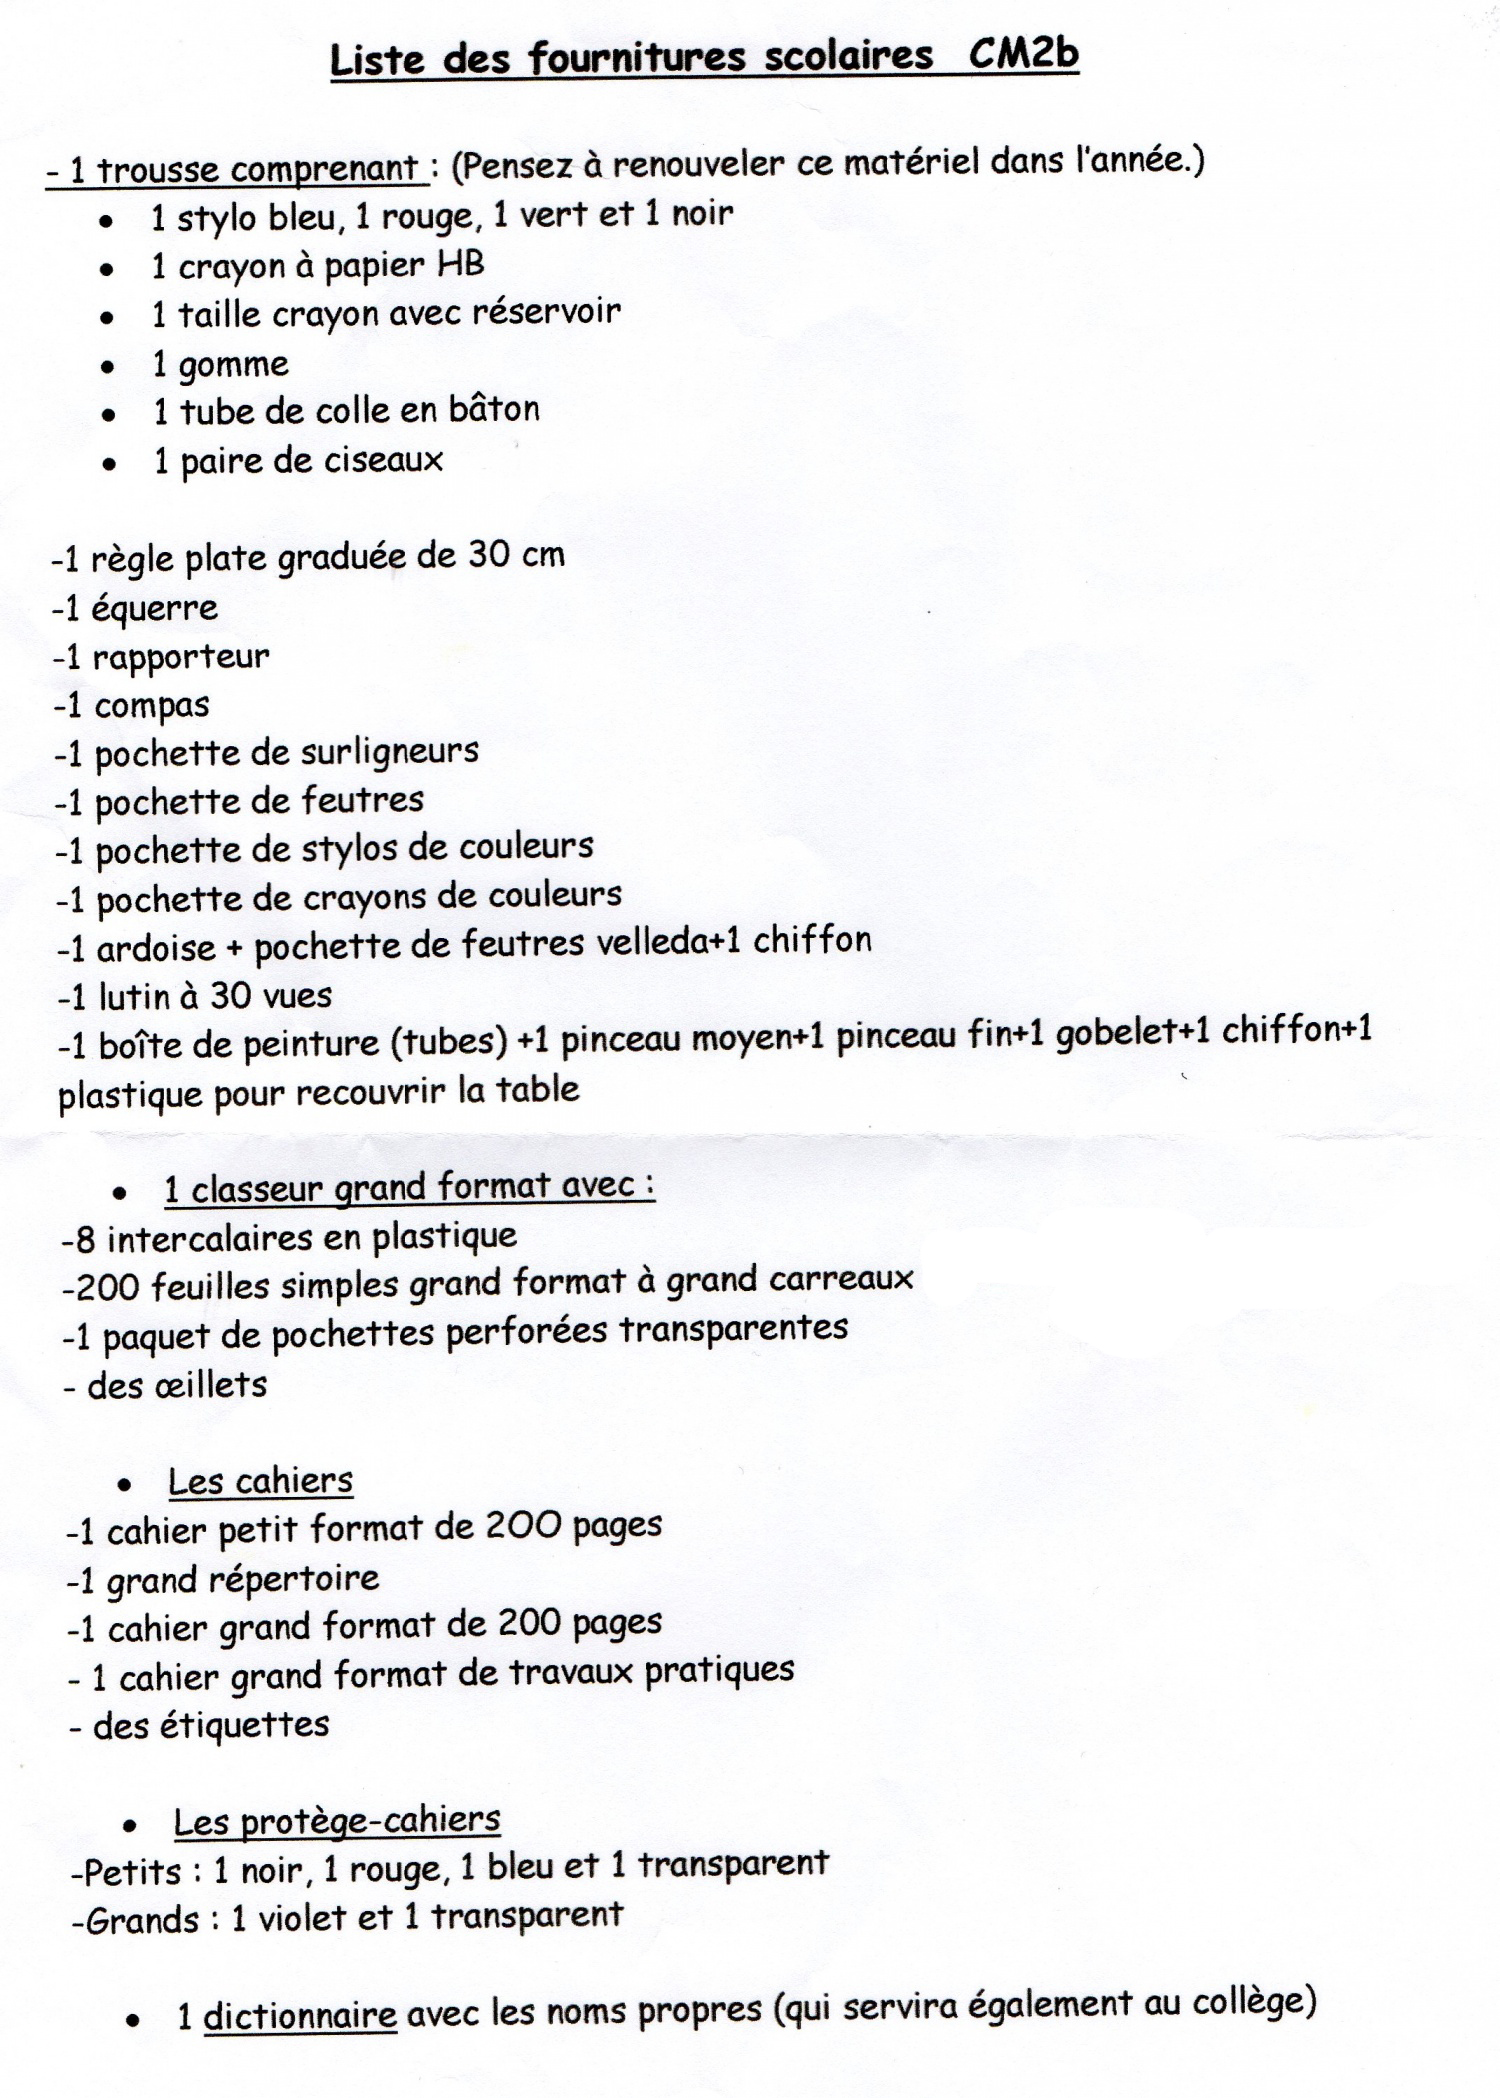 Liste des fournitures scolaires CM2b
- 1 trousse comprenant : (Pensez à renouveler ce matériel dans l'année.)
• 1 stylo bleu, 1 rouge, 1 vert et 1 noir
• 1 crayon à papier HB
• 1 taille crayon avec réservoir
• 1 gomme
• 1 tube de colle en bâton
• 1 paire de ciseaux
-1 règle plate graduée de 30 cm
-1 équerre
-1 rapporteur
-1 compas
-1 pochette de surligneurs
-1 pochette de feutres
-1 pochette de stylos de couleurs
-1 pochette de crayons de couleurs
-1 ardoise + pochette de feutres velleda+1 chiffon
-1 lutin à 30 vues
-1 boîte de peinture (tubes) +1 pinceau moyen+1 pinceau fin+1 gobelet+1 chiffon+1
plastique pour recouvrir la table
• 1 classeur grand format avec :
-8 intercalaires en plastique
-200 feuilles simples grand format à grand carreaux
-1 paquet de pochettes perforées transparentes
- des œillets
• Les cahiers
-1 cahier petit format de 200 pages
-1 grand répertoire
-1 cahier grand format de 200 pages
- 1 cahier grand format de travaux pratiques
- des étiquettes
• Les protège-cahiers
-Petits : 1 noir, 1 rouge, 1 bleu et 1 transparent
-Grands : 1 violet et 1 transparent
• 1 dictionnaire avec les noms propres (qui servira également au collège)